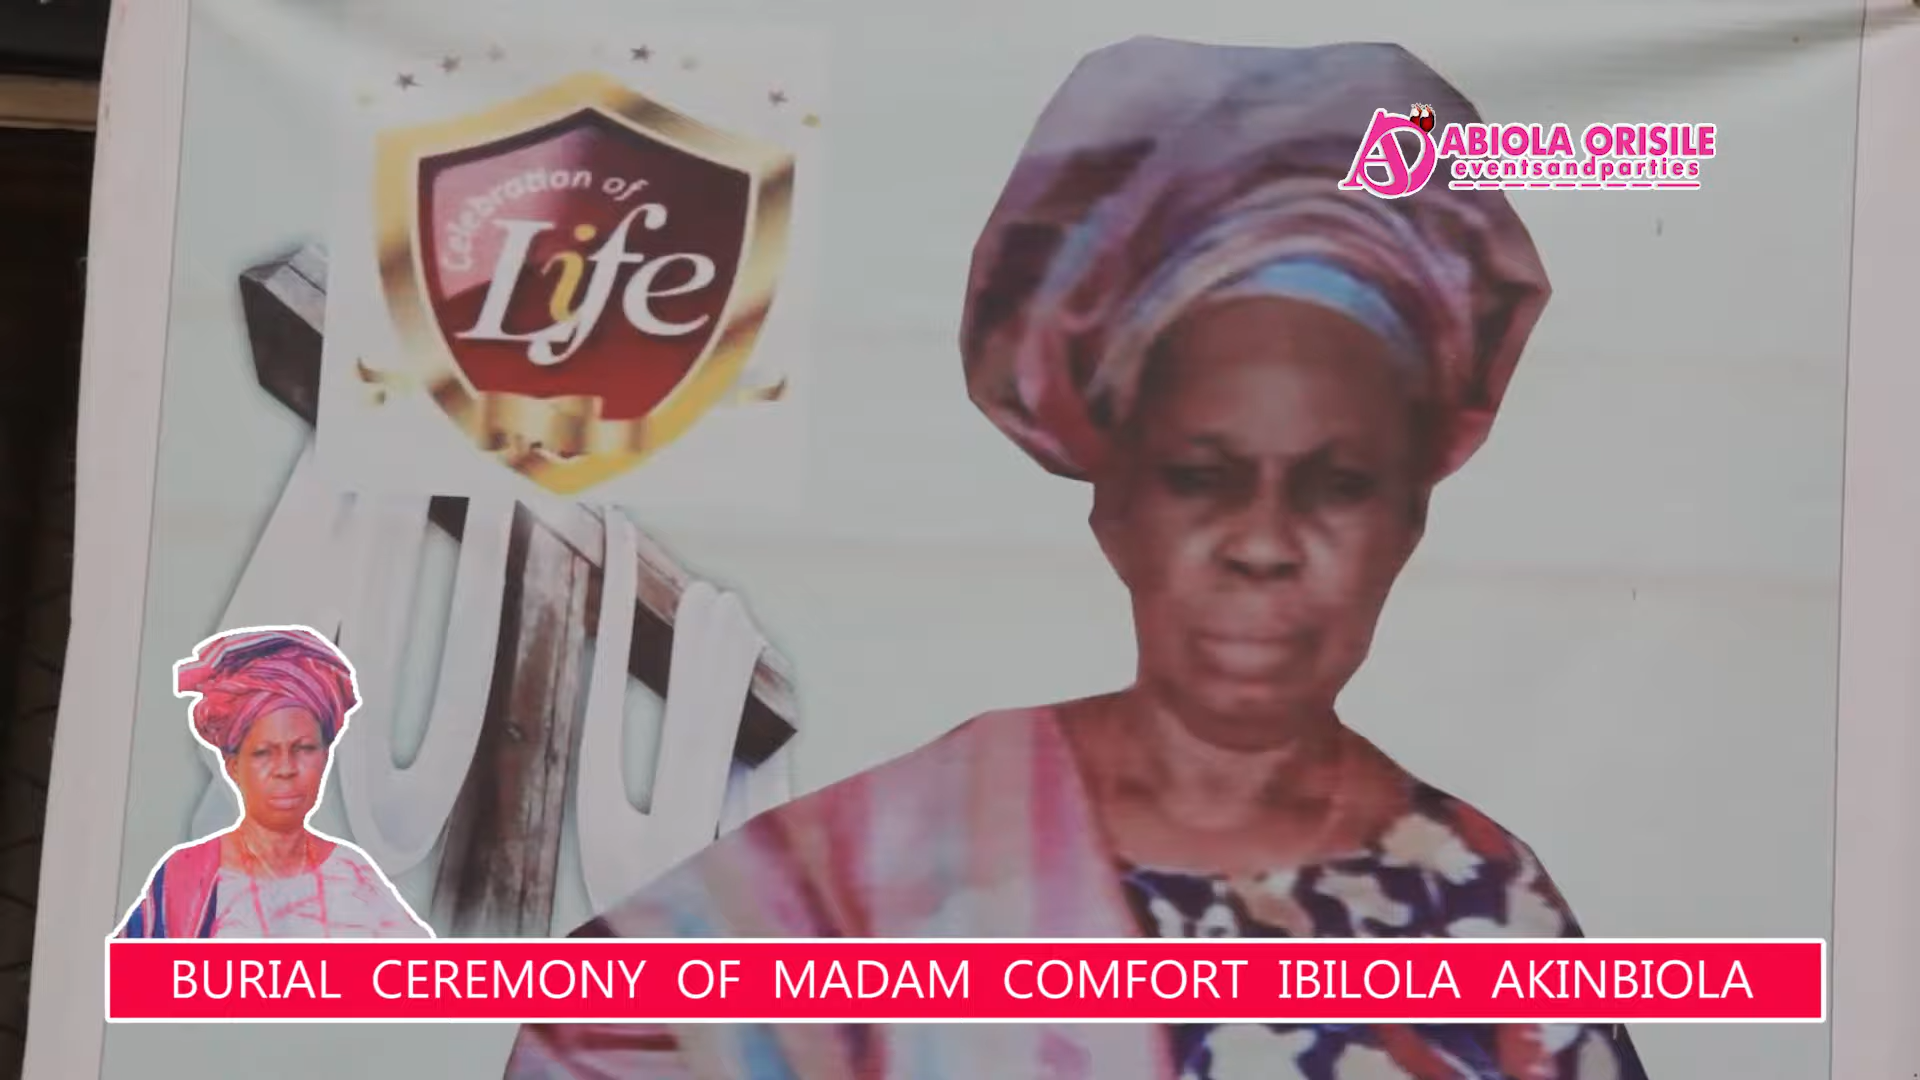 Celebration of
Life
ABIOLA ORISILE
eventsandparties
BURIAL CEREMONY OF MADAM COMFORT IBILOLA AKINBIOLA